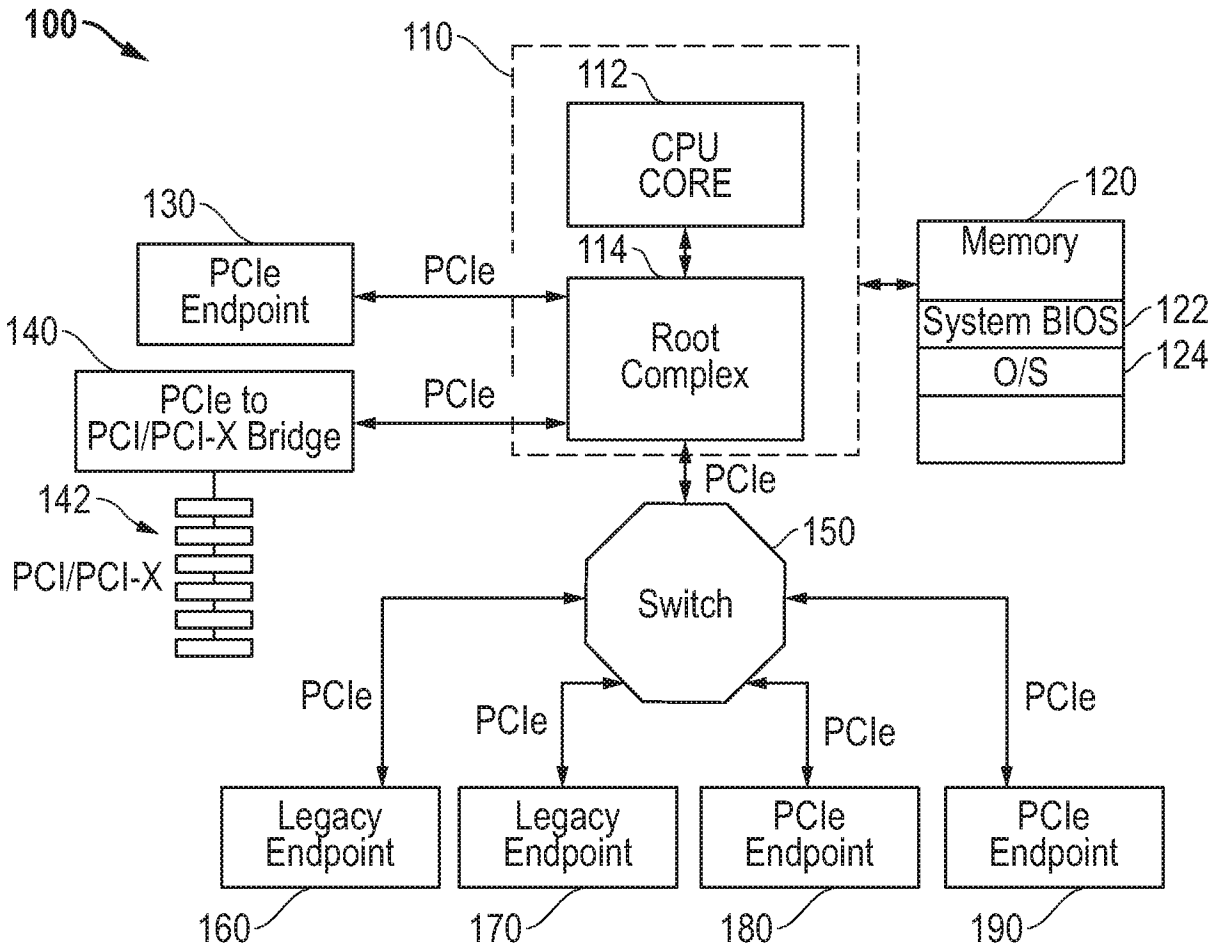 100
110
112
CPU
CORE
120
Memory
130
PCIe
Endpoint
PCIe
114
Root
Complex
System BIOS
122
O/S
124
140
PCIe to
PCI/PCI-X Bridge
PCIe
PCIe
142
PCI/PCI-X
150
Switch
PCIe
PCIe
PCIe
PCIe
Legacy
Endpoint
Legacy
Endpoint
PCIe
Endpoint
PCIe
Endpoint
160
170
180
190